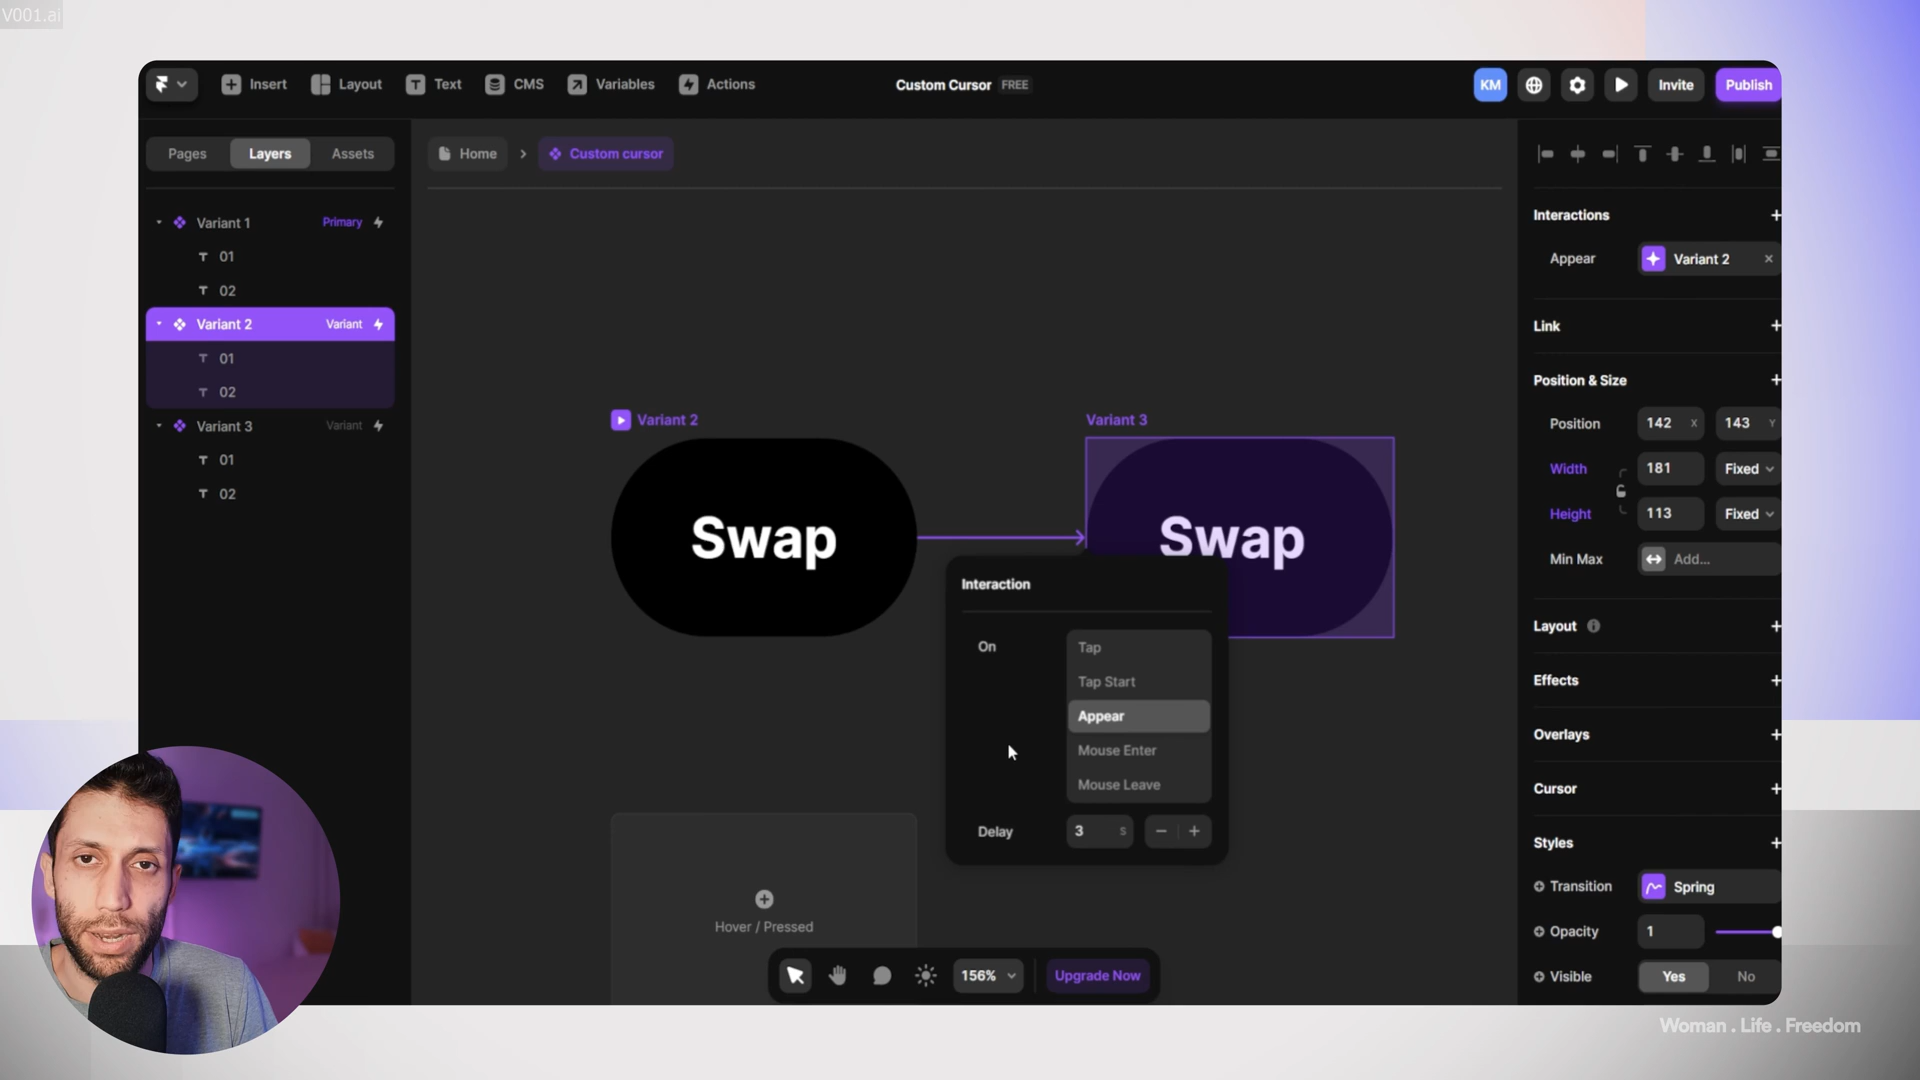 V001.ai
Insert
Layout
Text
CMS
Variables
Actions
Custom Cursor FREE
KM
Invite
Publish
Pages
Layers
Assets
Home
Custom cursor
Variant 1
Primary
01
02
Variant 2
Variant
01
02
Variant 3
Variant
01
02
Variant 2
Swap
Variant 3
Swap
Interaction
On
Tap
Tap Start
Appear
Mouse Enter
Mouse Leave
Delay
3 s
Hover / Pressed
156%
Upgrade Now
Interactions
Appear
Variant 2
Link
Position & Size
Position
142 X
143 Y
Width
181
Fixed
Height
113
Fixed
Min Max
Add...
Layout
Effects
Overlays
Cursor
Styles
Transition
Spring
Opacity
1
Visible
Yes
No
Woman . Life . Freedom